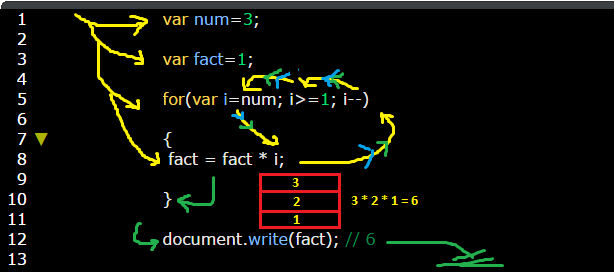 1 var num=3;
2
3 var fact=1;
4
5 for(var i=num; i>=1; i--)
6
7 {
8 fact = fact * i;
9 3
10 } 2 3 * 2 * 1 = 6
11 1
12 document.write(fact); // 6
13